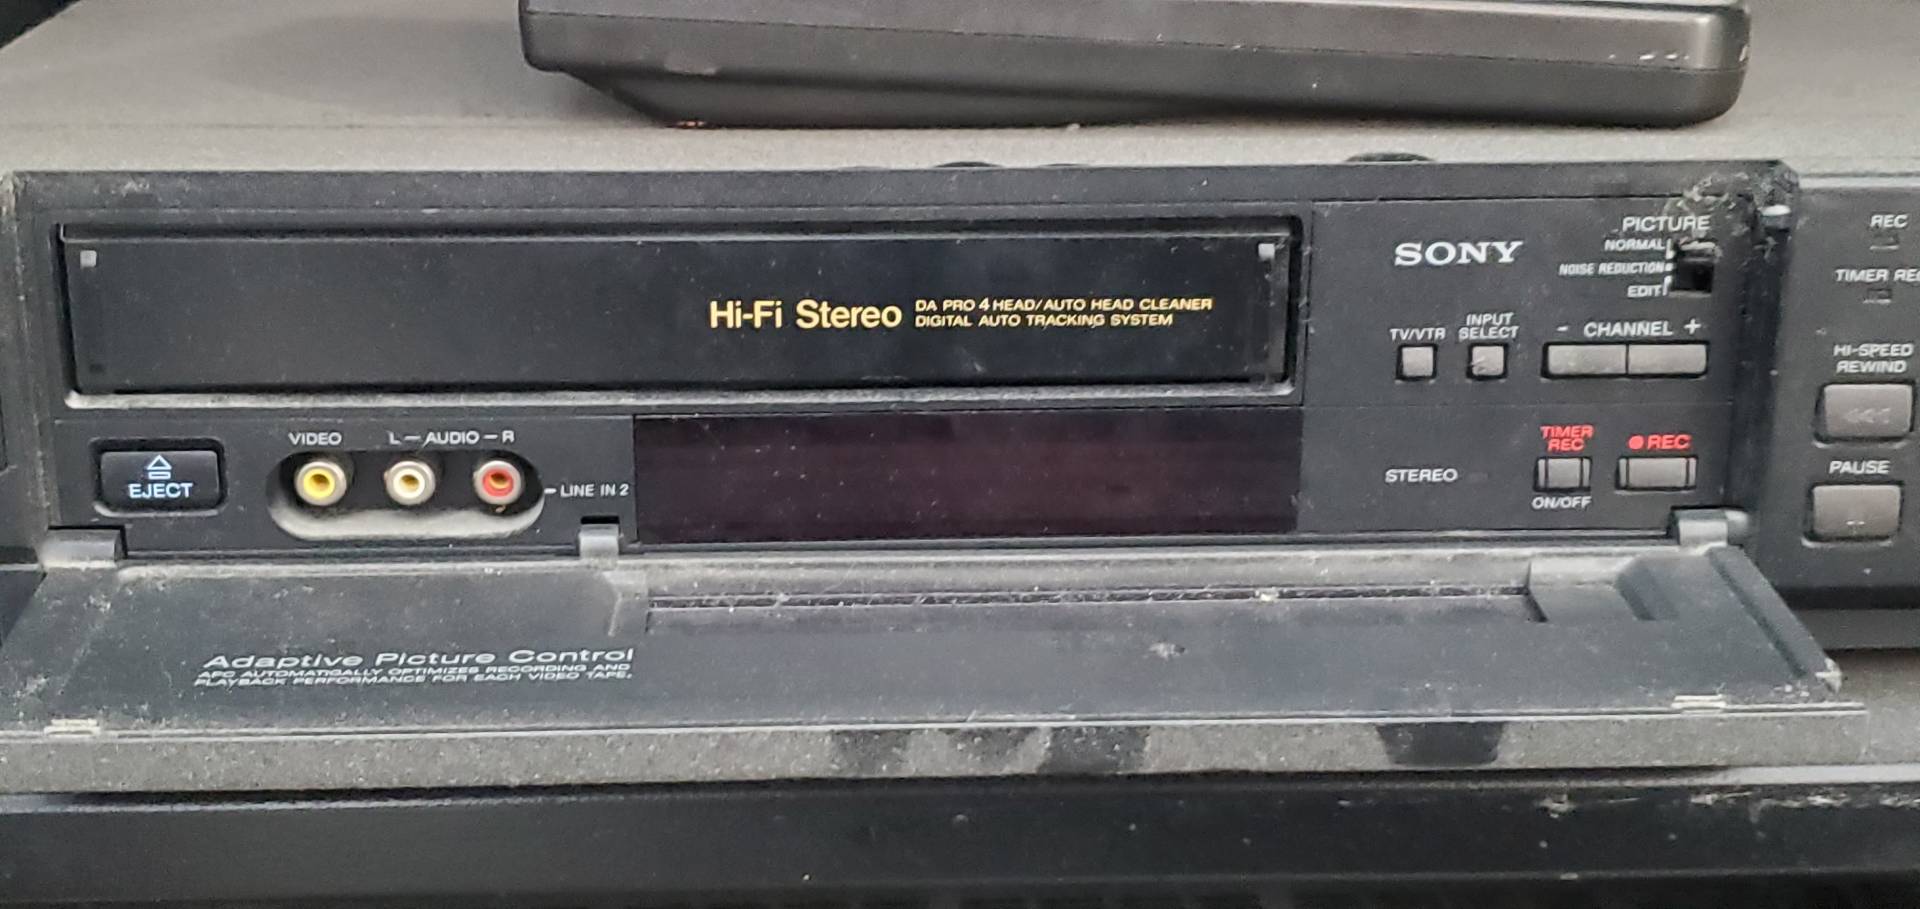 Hi-Fi Stereo DA PRO 4 HEAD/AUTO HEAD CLEANER
DIGITAL AUTO TRACKING SYSTEM
SONY
PICTURE
NORMAL
NOISE REDUCTION
EDIT
TV/VTR
INPUT
SELECT
- CHANNEL +
REC
TIMER
HI-SPEED
REWIND
PAUSE
EJECT
VIDEO
L-AUDIO-R
LINE IN 2
STEREO
TIMER
REC
ON/OFF
REC
Adaptive Picture Control
APC AUTOMATICALLY OPTIMIZES RECORDING AND
PLAYBACK PERFORMANCE FOR EACH VIDEO TAPE.